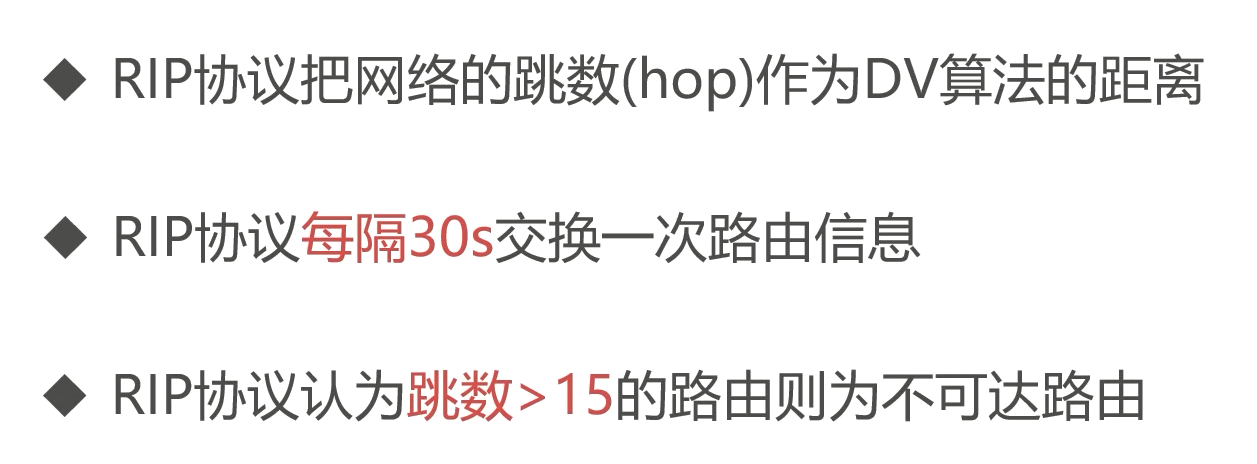 ◆ RIP协议把网络的跳数(hop)作为DV算法的距离
◆ RIP协议每隔30s交换一次路由信息
◆ RIP协议认为跳数>15的路由则为不可达路由